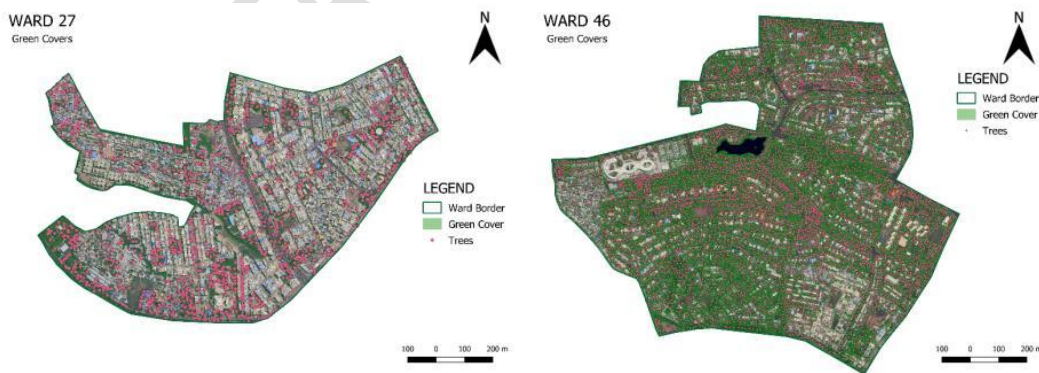 WARD 27
Green Covers
N
LEGEND
Ward Border
Green Cover
Trees
100 0 100 200 m
WARD 46
Green Covers
N
LEGEND
Ward Border
Green Cover
Trees
100 0 100 200 m